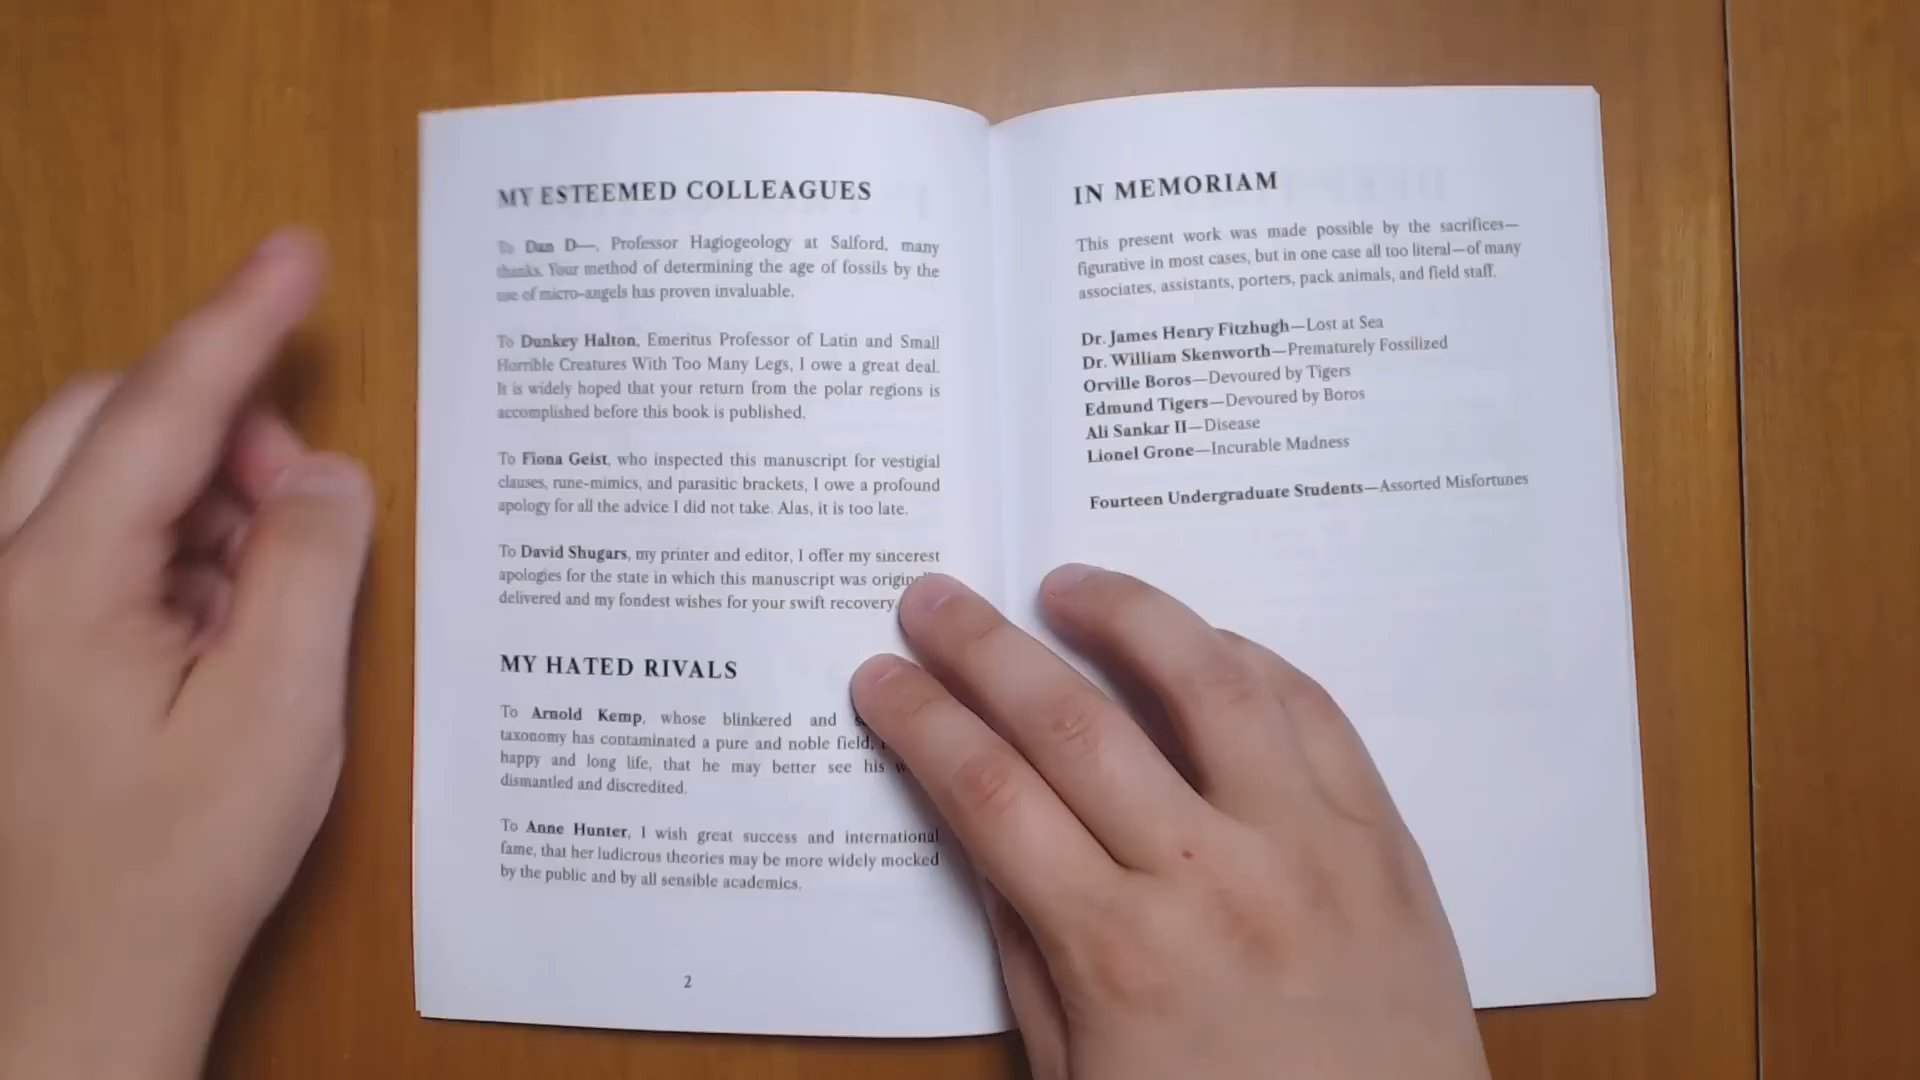 MY ESTEEMED COLLEAGUES
To Dan D—, Professor Hagiogeology at Salford, many
thanks. Your method of determining the age of fossils by the
use of micro-angels has proven invaluable.
To Dunkey Halton, Emeritus Professor of Latin and Small
Horrible Creatures With Too Many Legs, I owe a great deal.
It is widely hoped that your return from the polar regions is
accomplished before this book is published.
To Fiona Geist, who inspected this manuscript for vestigial
clauses, rune-mimics, and parasitic brackets, I owe a profound
apology for all the advice I did not take. Alas, it is too late.
To David Shugars, my printer and editor, I offer my sincerest
apologies for the state in which this manuscript was
delivered and my fondest wishes for your swift recovery.
MY HATED RIVALS
To Arnold Kemp, whose blinkered and
taxonomy has contaminated a pure and noble field,
happy and long life, that he may better see his
dismantled and discredited.
To Anne Hunter, I wish great success and international
fame, that her ludicrous theories may be more widely mocked
by the public and by all sensible academics.
2
IN MEMORIAM
This present work was made possible by the sacrifices—
figurative in most cases, but in one case all too literal—of many
associates, assistants, porters, pack animals, and field staff.
Dr. James Henry Fitzhugh—Lost at Sea
Dr. William Skenworth—Prematurely Fossilized
Orville Boros—Devoured by Tigers
Edmund Tigers—Devoured by Boros
Ali Sankar II—Disease
Lionel Grone—Incurable Madness
Fourteen Undergraduate Students—Assorted Misfortunes